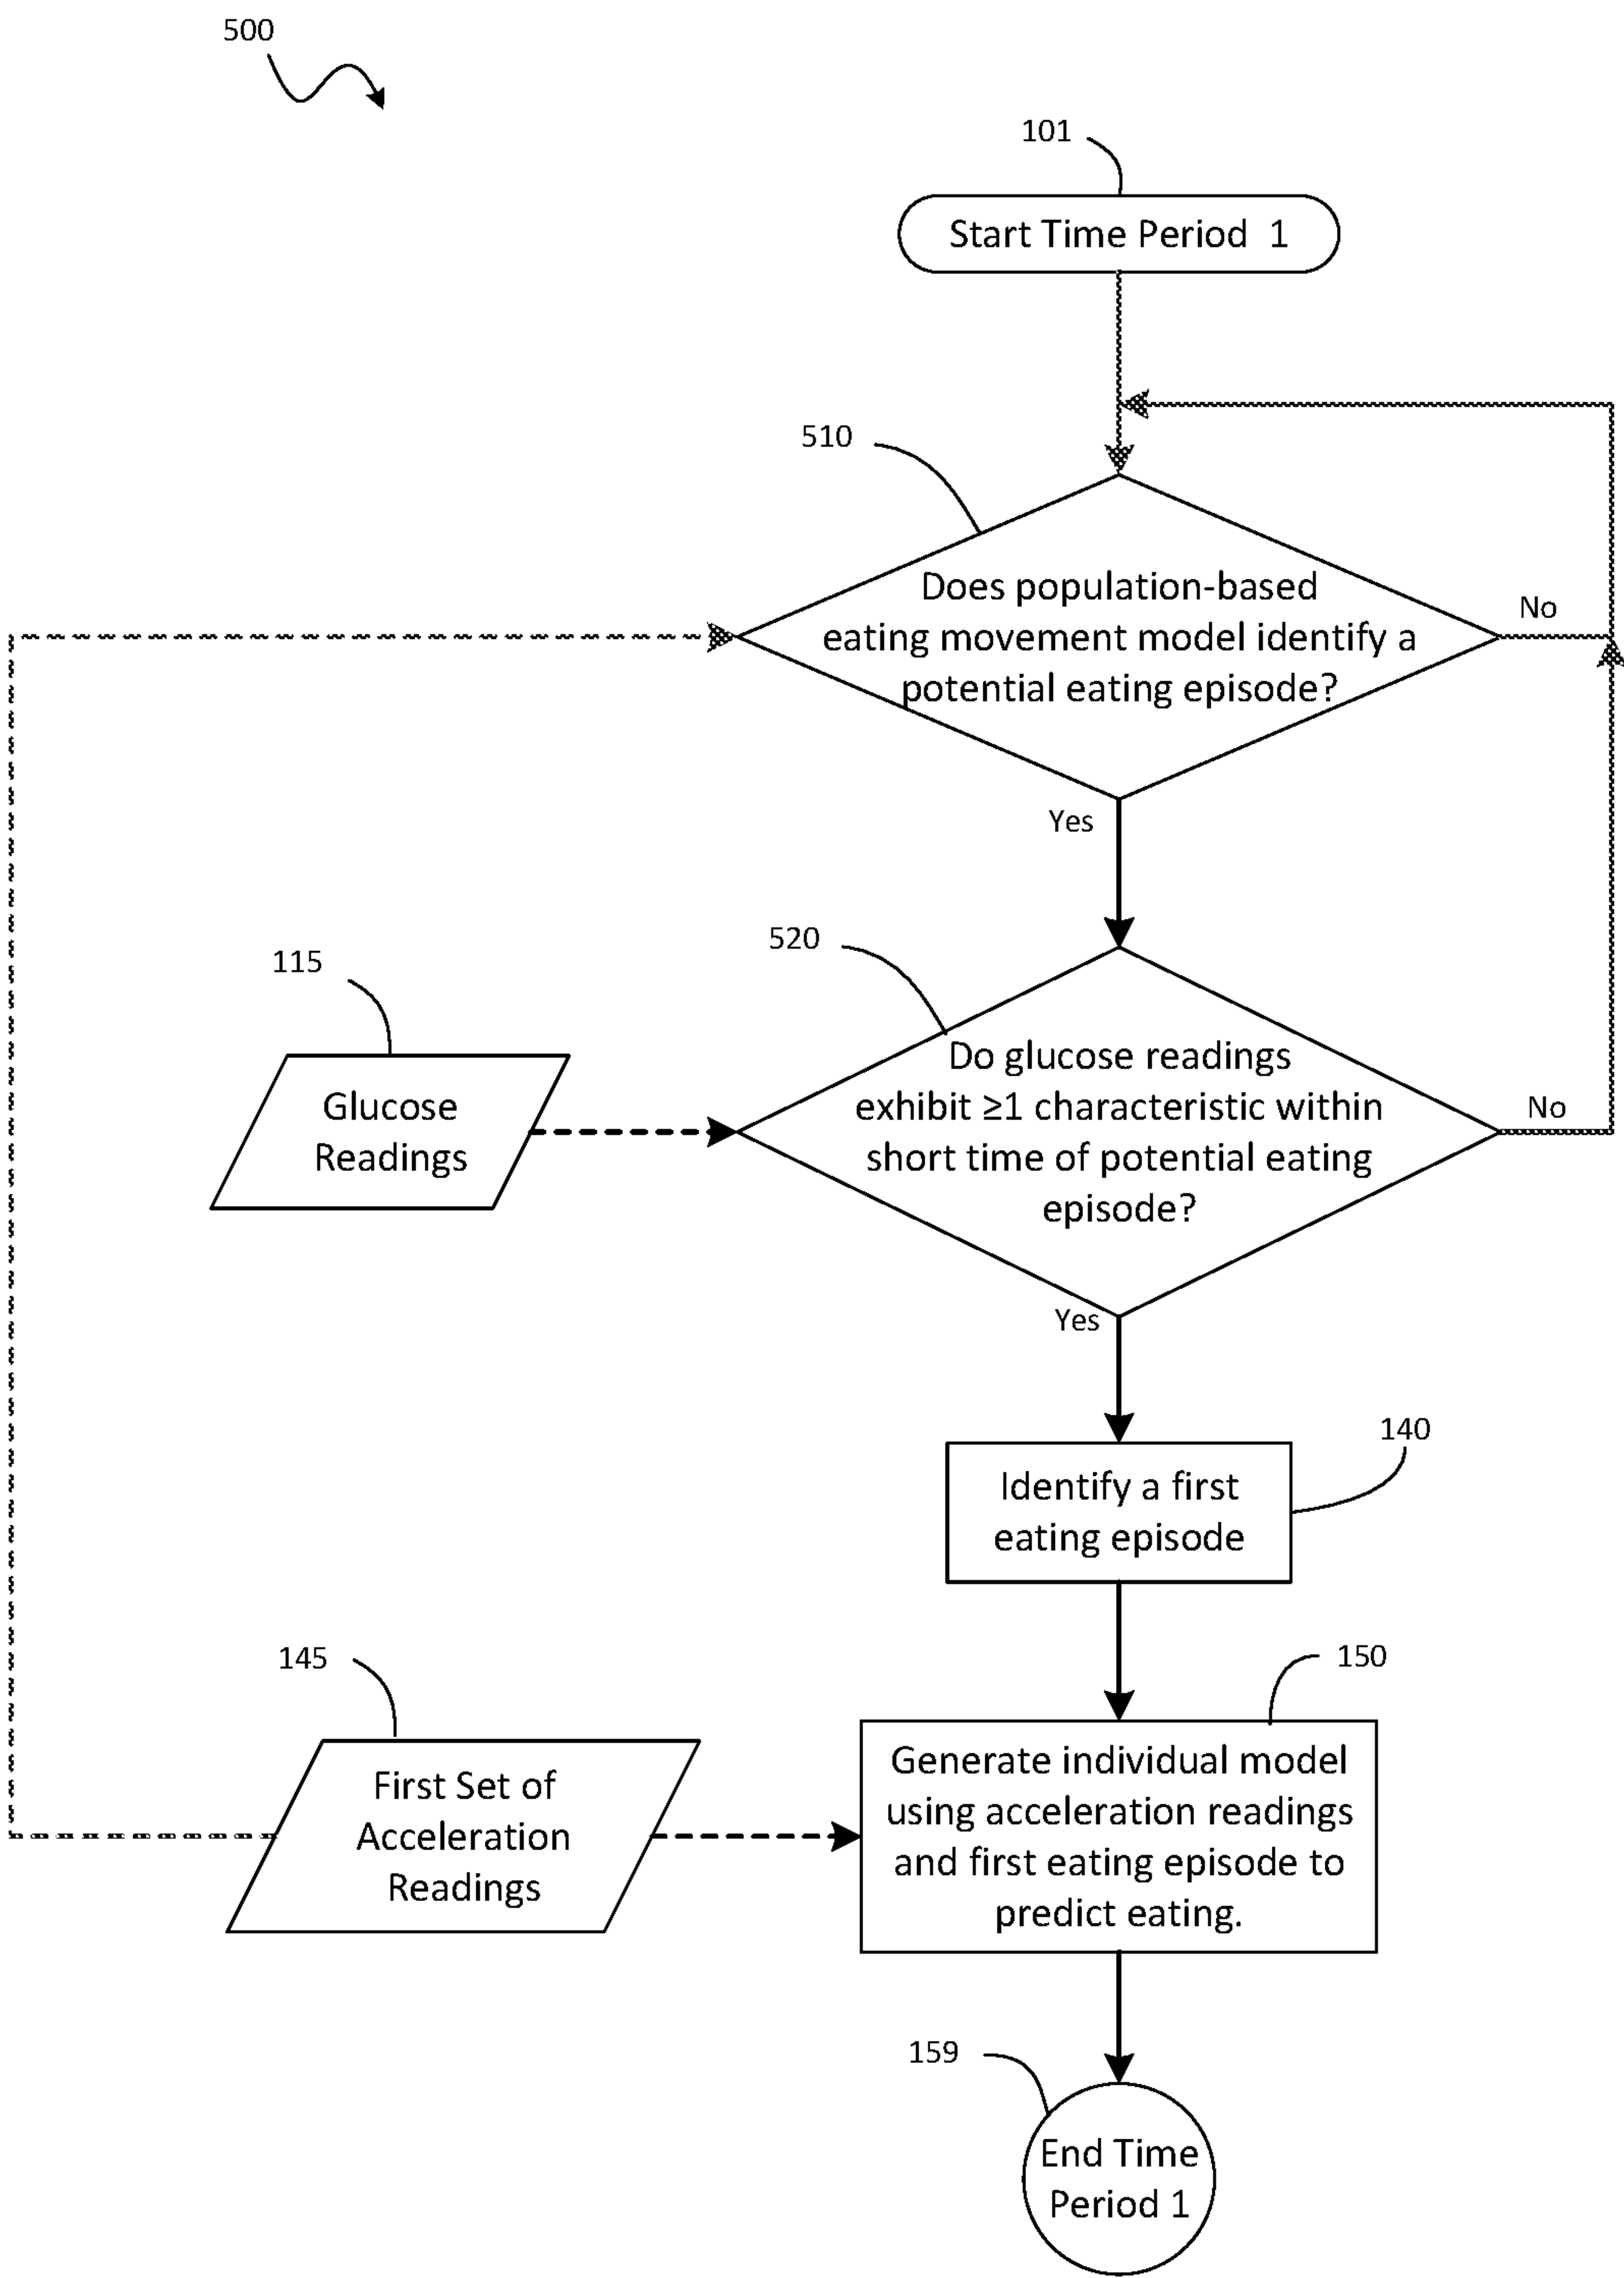 500
101
Start Time Period 1
510
Does population-based
eating movement model identify a
potential eating episode?
No
Yes
520
115
Do glucose readings
exhibit ≥1 characteristic within
short time of potential eating
episode?
No
Glucose
Readings
Yes
140
Identify a first
eating episode
145
150
First Set of
Acceleration
Readings
Generate individual model
using acceleration readings
and first eating episode to
predict eating.
159
End Time
Period 1